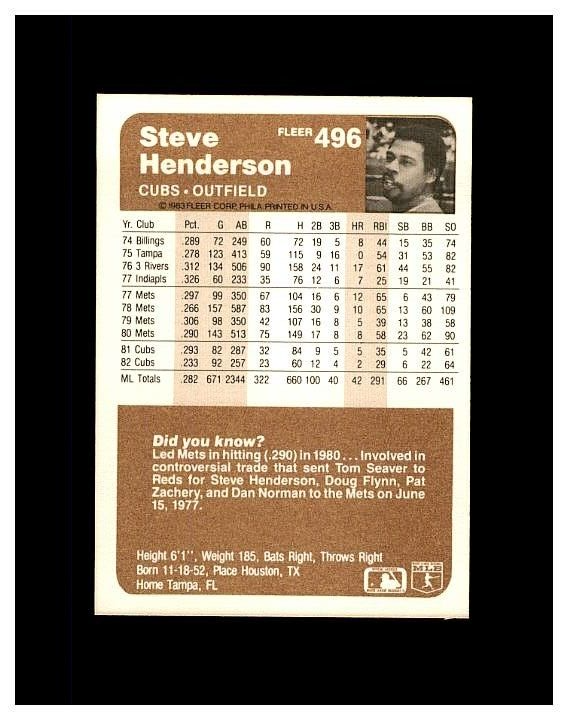 Steve
Henderson
FLEER 496
CUBS • OUTFIELD
© 1983 FLEER CORP. PHILA. PRINTED IN U.S.A.
Yr. Club Pct. G AB R H 2B 3B HR RBI SB BB SO
74 Billings .289 72 249 60 72 19 5 8 44 15 35 74
75 Tampa .278 123 413 59 115 9 16 0 54 31 53 82
76 3 Rivers .312 134 506 90 158 24 11 17 61 44 55 82
77 Indiapls .326 60 233 35 76 12 6 7 25 19 21 41
77 Mets .297 99 350 67 104 16 6 12 65 6 43 79
78 Mets .266 157 587 83 156 30 9 10 65 13 60 109
79 Mets .306 98 350 42 107 16 8 5 39 13 38 58
80 Mets .290 143 513 75 149 17 8 8 58 23 62 90
81 Cubs .293 82 287 32 84 9 5 5 35 5 42 61
82 Cubs .233 92 257 23 60 12 4 2 29 6 22 64
ML Totals .282 671 2344 322 660 100 40 42 291 66 267 461
Did you know?
Led Mets in hitting (.290) in 1980 . . . Involved in
controversial trade that sent Tom Seaver to
Reds for Steve Henderson, Doug Flynn, Pat
Zachery, and Dan Norman to the Mets on June
15, 1977.
Height 6'1", Weight 185, Bats Right, Throws Right
Born 11-18-52, Place Houston, TX
Home Tampa, FL